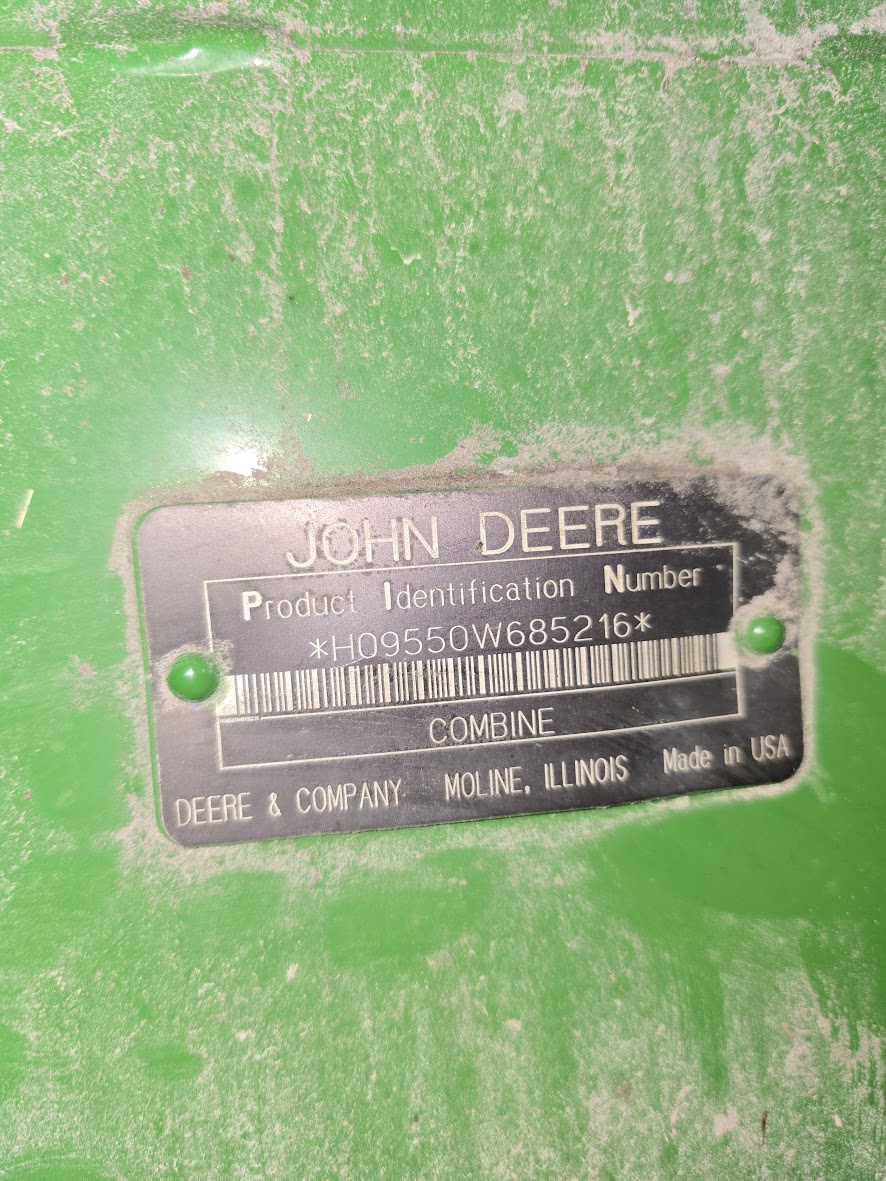 JOHN DEERE
Product Identification Number
*H09550W685216*
COMBINE
DEERE & COMPANY MOLINE, ILLINOIS Made in USA